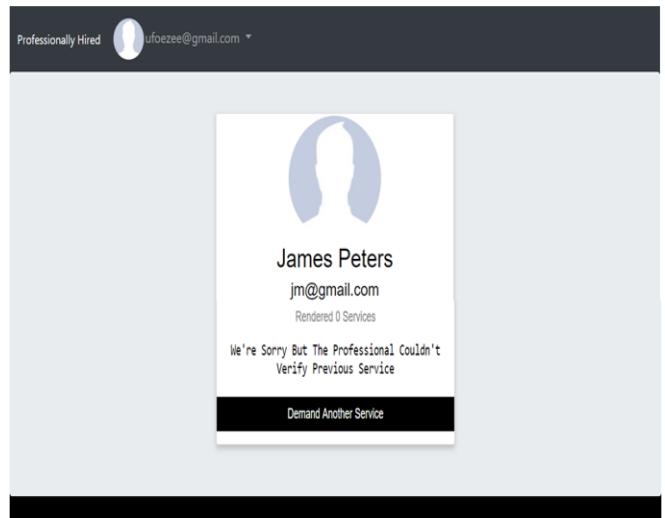 Professionally Hired ufoezee@gmail.com
James Peters
jm@gmail.com
Rendered 0 Services
We're Sorry But The Professional Couldn't
Verify Previous Service
Demand Another Service